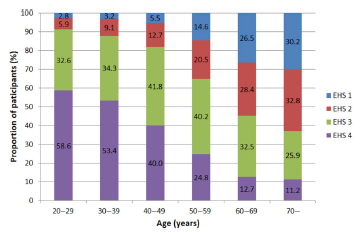 Proportion of paticipants (%)
100
90
80
70
60
50
40
30
20
10
0
2.8 3.2 5.5 14.6 26.5 30.2
5.9 9.1 12.7 20.5 28.4 32.8
32.6 34.3 41.8 40.2 32.5 25.9
58.6 53.4 40.0 24.8 12.7 11.2
20–29 30–39 40–49 50–59 60–69 70–
Age (years)
EHS 1
EHS 2
EHS 3
EHS 4